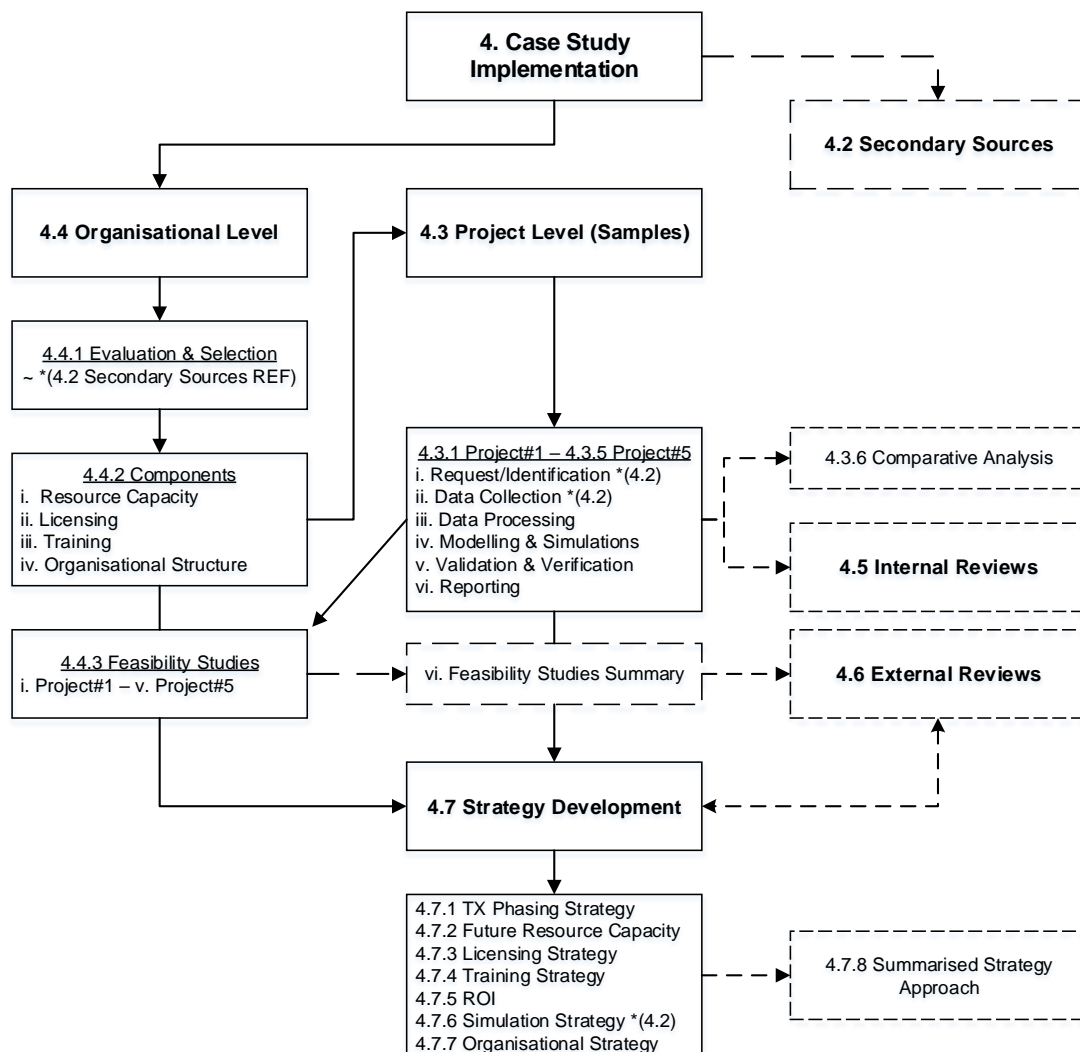 4. Case Study
Implementation
4.2 Secondary Sources
4.4 Organisational Level
4.3 Project Level (Samples)
4.4.1 Evaluation & Selection
~ *(4.2 Secondary Sources REF)
4.4.2 Components
i.  Resource Capacity
ii. Licensing
iii. Training
iv. Organisational Structure
4.3.1 Project#1 – 4.3.5 Project#5
i. Request/Identification *(4.2)
ii. Data Collection *(4.2)
iii. Data Processing
iv. Modelling & Simulations
v. Validation & Verification
vi. Reporting
4.3.6 Comparative Analysis
4.5 Internal Reviews
4.4.3 Feasibility Studies
i. Project#1 – v. Project#5
vi. Feasibility Studies Summary
4.6 External Reviews
4.7 Strategy Development
4.7.1 TX Phasing Strategy
4.7.2 Future Resource Capacity
4.7.3 Licensing Strategy
4.7.4 Training Strategy
4.7.5 ROI
4.7.6 Simulation Strategy *(4.2)
4.7.7 Organisational Strategy
4.7.8 Summarised Strategy
Approach